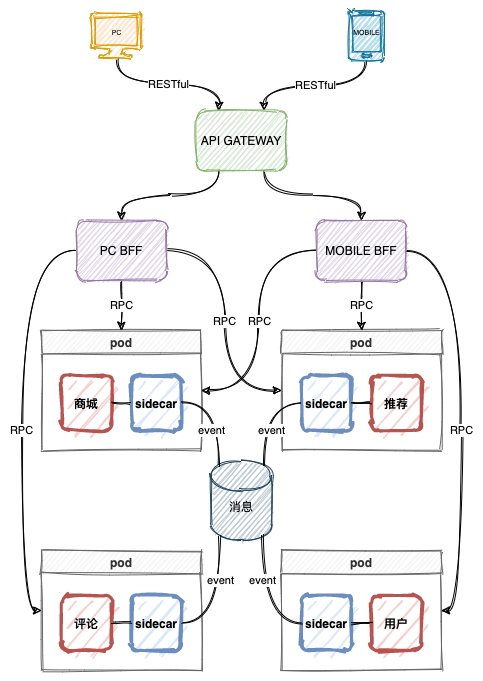 PC
MOBILE
RESTful
RESTful
API GATEWAY
PC BFF
MOBILE BFF
RPC
RPC
RPC
RPC
pod
pod
商城
sidecar
sidecar
推荐
RPC
event
event
RPC
消息
pod
event
event
pod
评论
sidecar
sidecar
用户